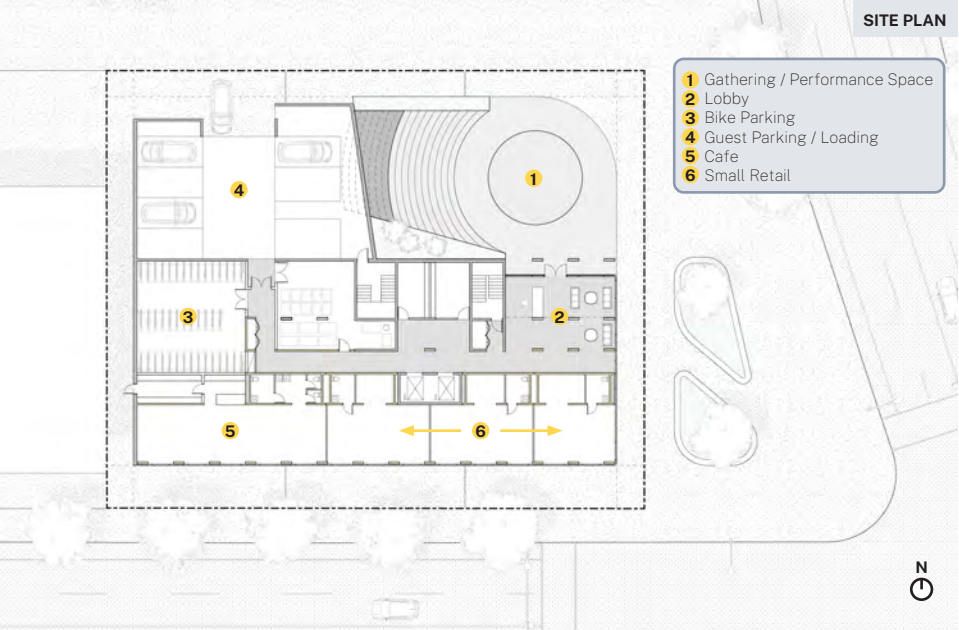 SITE PLAN
1 Gathering / Performance Space
2 Lobby
3 Bike Parking
4 Guest Parking / Loading
5 Cafe
6 Small Retail
1
4
3
2
5
6
N